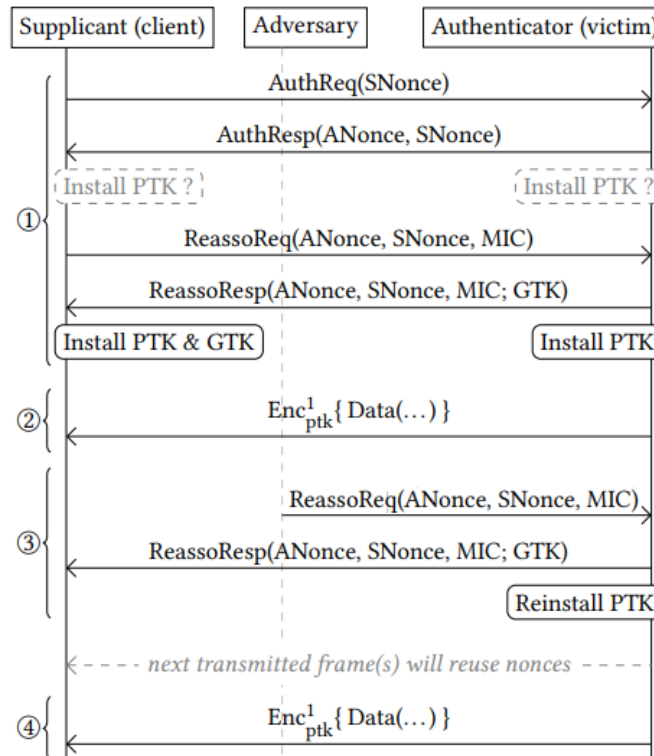 Supplicant (client) Adversary Authenticator (victim)
AuthReq(SNonce)
AuthResp(ANonce, SNonce)
Install PTK ? Install PTK ?
①
ReassoReq(ANonce, SNonce, MIC)
ReassoResp(ANonce, SNonce, MIC; GTK)
Install PTK & GTK Install PTK
② Enc¹ptk{ Data(...) }
ReassoReq(ANonce, SNonce, MIC)
③ ReassoResp(ANonce, SNonce, MIC; GTK)
Reinstall PTK
next transmitted frame(s) will reuse nonces
④ Enc¹ptk{ Data(...) }